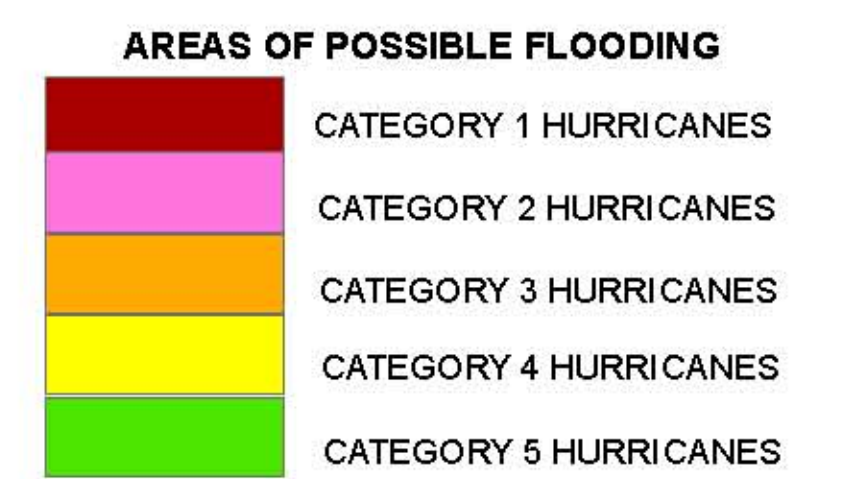 AREAS OF POSSIBLE FLOODING
CATEGORY 1 HURRICANES
CATEGORY 2 HURRICANES
CATEGORY 3 HURRICANES
CATEGORY 4 HURRICANES
CATEGORY 5 HURRICANES